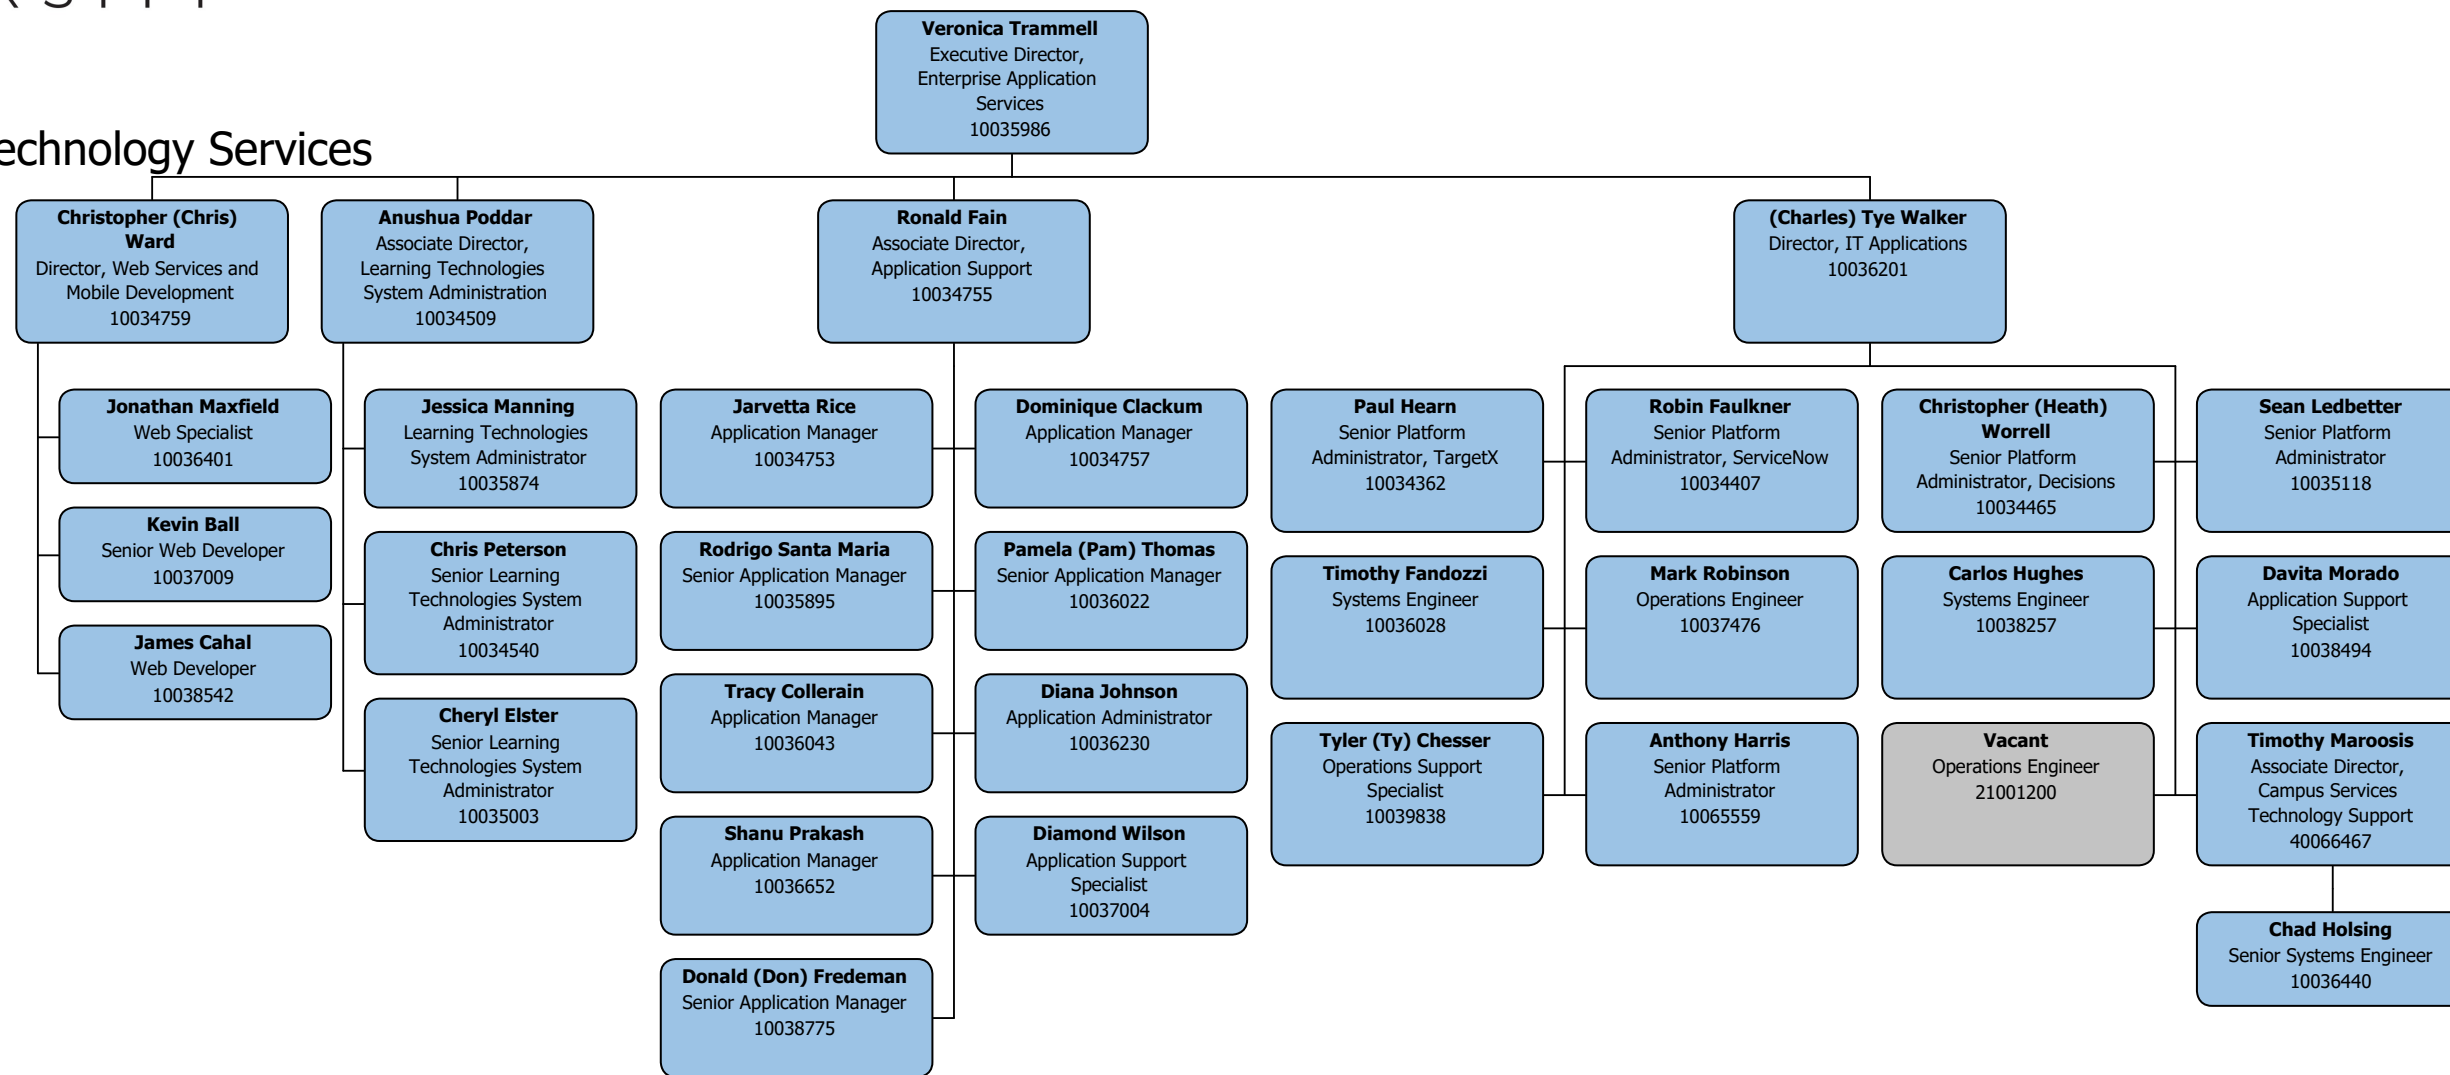 Veronica Trammell
Executive Director,
Enterprise Application
Services
10035986
echnology Services
Christopher (Chris)
Ward
Director, Web Services and
Mobile Development
10034759
Anushua Poddar
Associate Director,
Learning Technologies
System Administration
10034509
Ronald Fain
Associate Director,
Application Support
10034755
(Charles) Tye Walker
Director, IT Applications
10036201
Jonathan Maxfield
Web Specialist
10036401
Kevin Ball
Senior Web Developer
10037009
James Cahal
Web Developer
10038542
Jessica Manning
Learning Technologies
System Administrator
10035874
Chris Peterson
Senior Learning
Technologies System
Administrator
10034540
Cheryl Elster
Senior Learning
Technologies System
Administrator
10035003
Jarvetta Rice
Application Manager
10034753
Dominique Clackum
Application Manager
10034757
Rodrigo Santa Maria
Senior Application Manager
10035895
Pamela (Pam) Thomas
Senior Application Manager
10036022
Tracy Collerain
Application Manager
10036043
Diana Johnson
Application Administrator
10036230
Shanu Prakash
Application Manager
10036652
Diamond Wilson
Application Support
Specialist
10037004
Donald (Don) Fredeman
Senior Application Manager
10038775
Paul Hearn
Senior Platform
Administrator, TargetX
10034362
Robin Faulkner
Senior Platform
Administrator, ServiceNow
10034407
Christopher (Heath)
Worrell
Senior Platform
Administrator, Decisions
10034465
Sean Ledbetter
Senior Platform
Administrator
10035118
Timothy Fandozzi
Systems Engineer
10036028
Mark Robinson
Operations Engineer
10037476
Carlos Hughes
Systems Engineer
10038257
Davita Morado
Application Support
Specialist
10038494
Tyler (Ty) Chesser
Operations Support
Specialist
10039838
Anthony Harris
Senior Platform
Administrator
10065559
Vacant
Operations Engineer
21001200
Timothy Maroosis
Associate Director,
Campus Services
Technology Support
40066467
Chad Holsing
Senior Systems Engineer
10036440